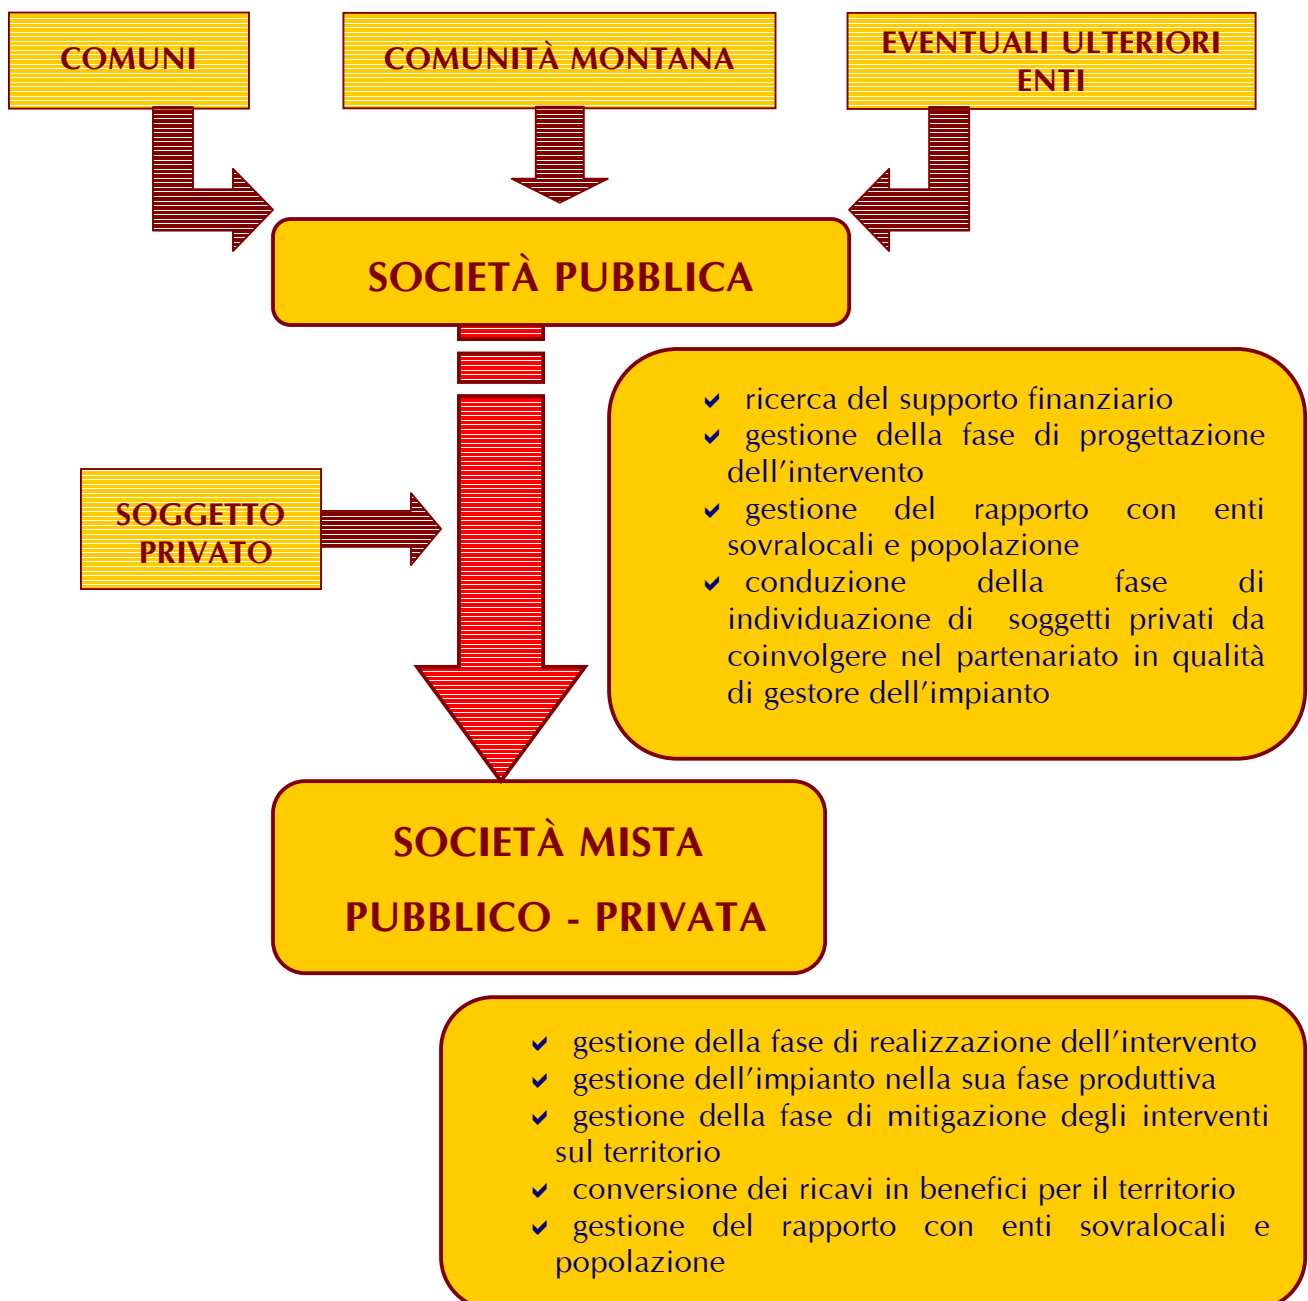 COMUNI
COMUNITÀ MONTANA
EVENTUALI ULTERIORI
ENTI
SOCIETÀ PUBBLICA
✓ ricerca del supporto finanziario
✓ gestione della fase di progettazione
dell’intervento
✓ gestione del rapporto con enti
sovralocali e popolazione
✓ conduzione della fase di
individuazione di soggetti privati da
coinvolgere nel partenariato in qualità
di gestore dell’impianto
SOGGETTO
PRIVATO
SOCIETÀ MISTA
PUBBLICO - PRIVATA
✓ gestione della fase di realizzazione dell’intervento
✓ gestione dell’impianto nella sua fase produttiva
✓ gestione della fase di mitigazione degli interventi
sul territorio
✓ conversione dei ricavi in benefici per il territorio
✓ gestione del rapporto con enti sovralocali e
popolazione